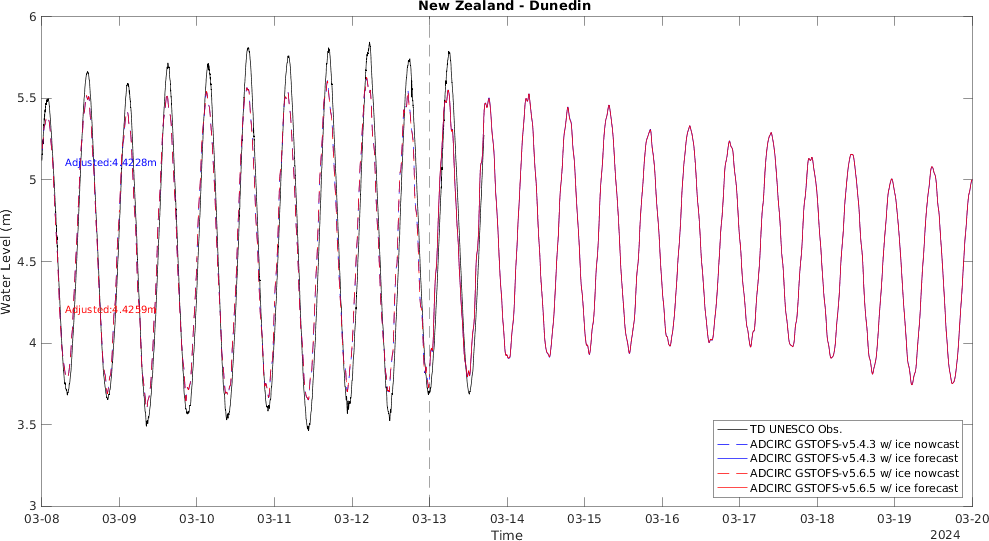 New Zealand - Dunedin
6
5.5
5
4.5
4
3.5
3
Water Level (m)
Adjusted:4.4228m
Adjusted:4.4259m
TD UNESCO Obs.
ADCIRC GSTOFS-v5.4.3 w/ ice nowcast
ADCIRC GSTOFS-v5.4.3 w/ ice forecast
ADCIRC GSTOFS-v5.6.5 w/ ice nowcast
ADCIRC GSTOFS-v5.6.5 w/ ice forecast
03-08 03-09 03-10 03-11 03-12 03-13 03-14 03-15 03-16 03-17 03-18 03-19 03-20
Time
2024